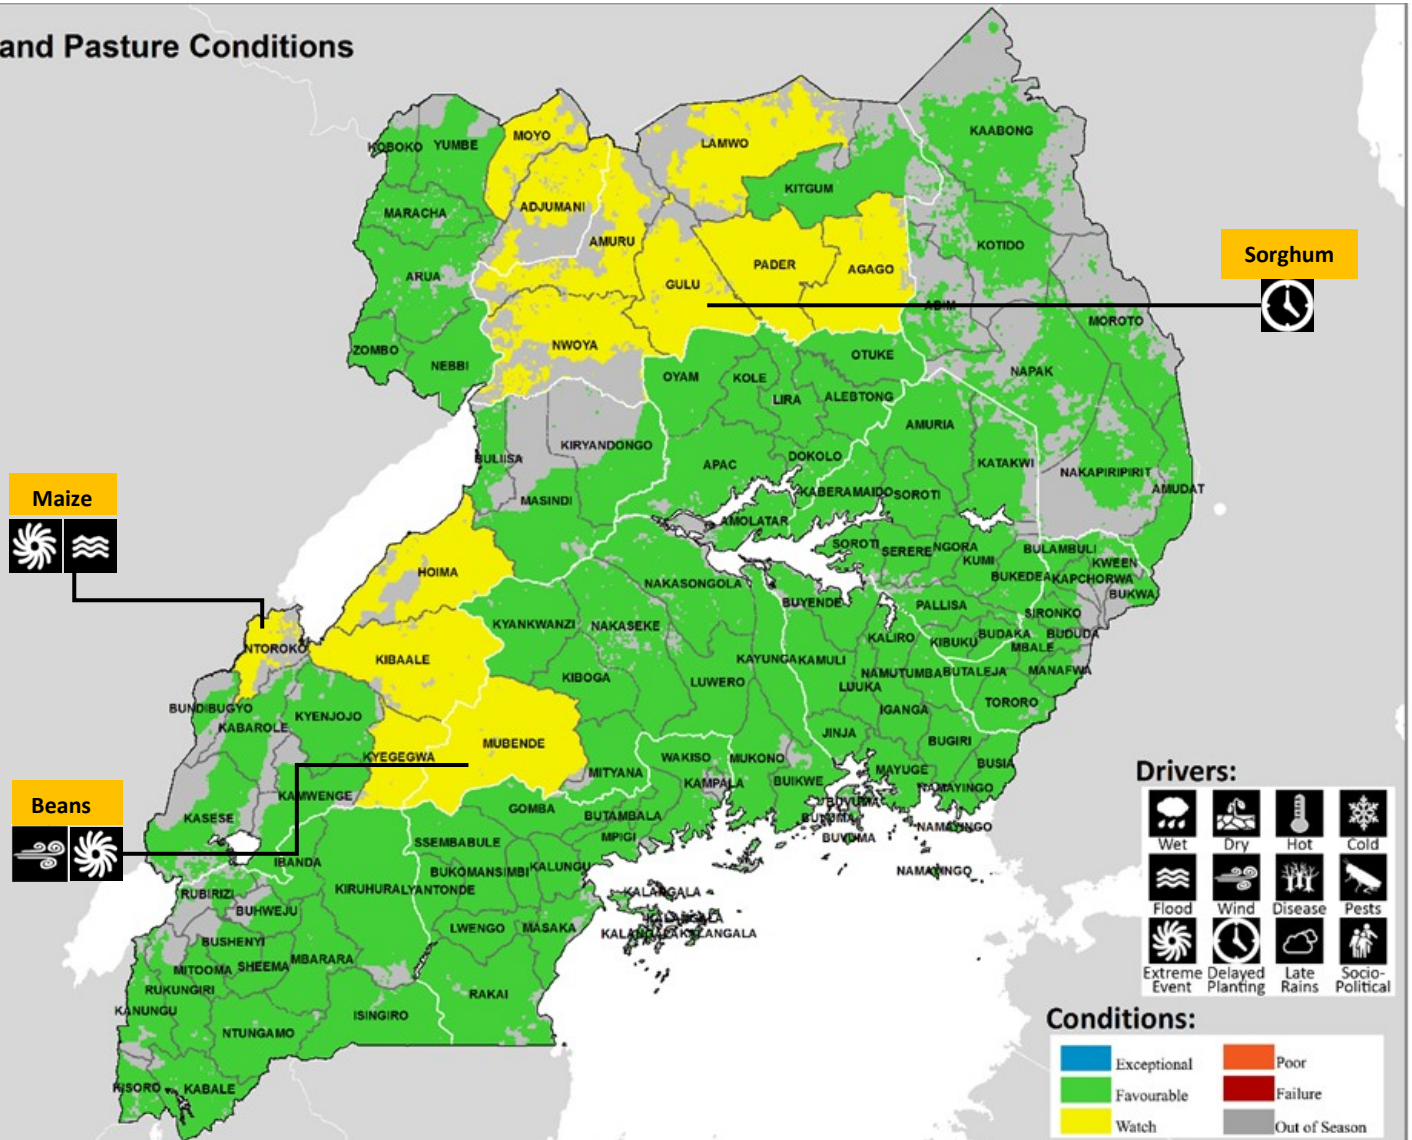 and Pasture Conditions
KAABONG
KOBOKO
YUMBE
MOYO
LAMWO
KITGUM
MARACHA
ADJUMANI
AMURU
KOTIDO
Sorghum
ARUA
GULU
PADER
AGAGO
ABIM
MOROTO
ZOMBO
NEBBI
NWOYA
OTUKE
NAPAK
OYAM
KOLE
LIRA
ALEBTONG
AMURIA
BULIISA
KIRYANDONGO
APAC
DOKOLO
KATAKWI
NAKAPIRIPIRIT
AMUDAT
Maize
MASINDI
KABERAMAIDO
SOROTI
AMOLATAR
SOROTI
SERERE
NGORA
KUMI
BULAMBULI
KWEEN
HOIMA
NAKASONGOLA
BUKEDEA
KAPCHORWA
BUKWA
BUYENDE
PALLISA
SIRONKO
NTOROKO
KYANKWANZI
NAKASEKE
KALIRO
KIBUKU
BUDAKA
BUDUDA
MBALE
KIBAALE
KAYUNGA
KAMULI
NAMUTUMBA
BUTALEJA
MANAFWA
KIBOGA
LUWERO
LUUKA
BUNDIBUGYO
KABAROLE
KYENJOJO
IGANGA
TORORO
JINJA
BUGIRI
MUBENDE
KYEGEGWA
WAKISO
MUKONO
BUSIA
MITYANA
KAMPALA
BUIKWE
MAYUGE
NAMAYINGO
Beans
KAMWENGE
GOMBA
BUTAMBALA
BUVUMA
BUVUMA
NAMAYINGO
KASESE
MPIGI
BUVUMA
SSEMBABULE
IBANDA
BUKOMANSIMBI
KALUNGU
NAMAYINGO
RUBIRIZI
KIRUHURA
LYANTONDE
KALANGALA
BUHWEJU
KALANGALA
LWENGO
MASAKA
KALANGALA
KALANGALA
BUSHENYI
MITOOMA
SHEEMA
MBARARA
RUKUNGIRI
RAKAI
KANUNGU
ISINGIRO
NTUNGAMO
KISORO
KABALE
Drivers:
Wet
Dry
Hot
Cold
Flood
Wind
Disease
Pests
Extreme
Event
Delayed
Planting
Late
Rains
Socio-
Political
Conditions:
Exceptional
Poor
Favourable
Failure
Watch
Out of Season